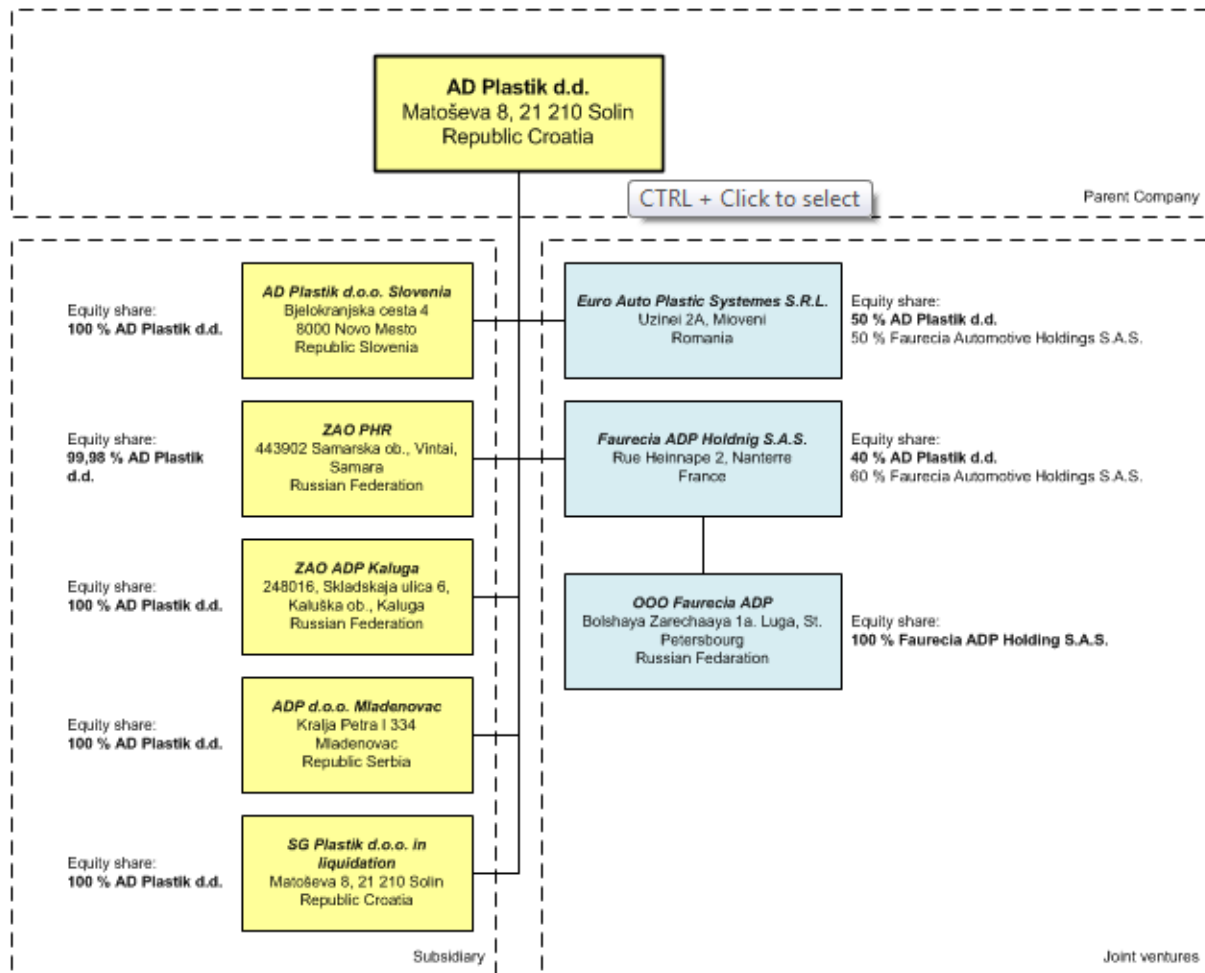 AD Plastik d.d.
Matoševa 8, 21 210 Solin
Republic Croatia
CTRL + Click to select
Parent Company
Equity share:
100 % AD Plastik d.d.
AD Plastik d.o.o. Slovenia
Bjelokranjska cesta 4
8000 Novo Mesto
Republic Slovenia
Equity share:
99,98 % AD Plastik
d.d.
ZAO PHR
443902 Samarska ob., Vintai,
Samara
Russian Federation
Equity share:
100 % AD Plastik d.d.
ZAO ADP Kaluga
248016, Skladskaja ulica 6,
Kaluška ob., Kaluga
Russian Federation
Equity share:
100 % AD Plastik d.d.
ADP d.o.o. Mladenovac
Kralja Petra I 334
Mladenovac
Republic Serbia
Equity share:
100 % AD Plastik d.d.
SG Plastik d.o.o. in
liquidation
Matoševa 8, 21 210 Solin
Republic Croatia
Subsidiary
Euro Auto Plastic Systemes S.R.L.
Uzinei 2A, Mioveni
Romania
Equity share:
50 % AD Plastik d.d.
50 % Faurecia Automotive Holdings S.A.S.
Faurecia ADP Holdnig S.A.S.
Rue Heinnape 2, Nanterre
France
Equity share:
40 % AD Plastik d.d.
60 % Faurecia Automotive Holdings S.A.S.
OOO Faurecia ADP
Bolshaya Zarechaaya 1a. Luga, St.
Petersbourg
Russian Fedaration
Equity share:
100 % Faurecia ADP Holding S.A.S.
Joint ventures